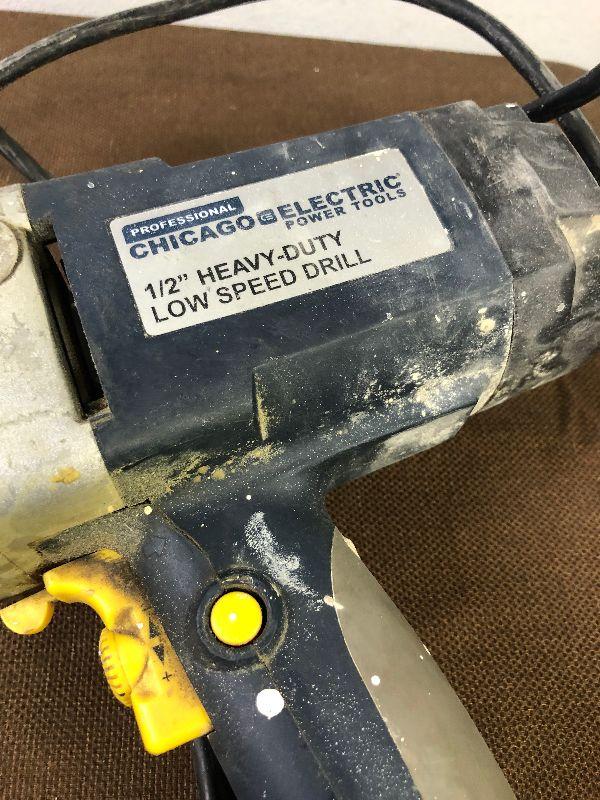 PROFESSIONAL
CHICAGO ELECTRIC
POWER TOOLS
1/2" HEAVY-DUTY
LOW SPEED DRILL
+